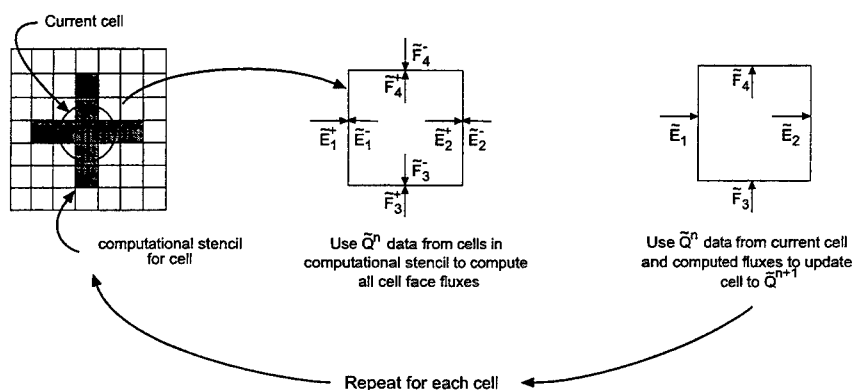 Current cell
F̃₄⁻
F̃₄⁺
Ẽ₁⁺ Ẽ₁⁻ Ẽ₂⁺ Ẽ₂⁻
F̃₃⁻
F̃₃⁺
F̃₄
Ẽ₁ Ẽ₂
F̃₃
computational stencil
for cell
Use Q̃ⁿ data from cells in
computational stencil to compute
all cell face fluxes
Use Q̃ⁿ data from current cell
and computed fluxes to update
cell to Q̃ⁿ⁺¹
Repeat for each cell